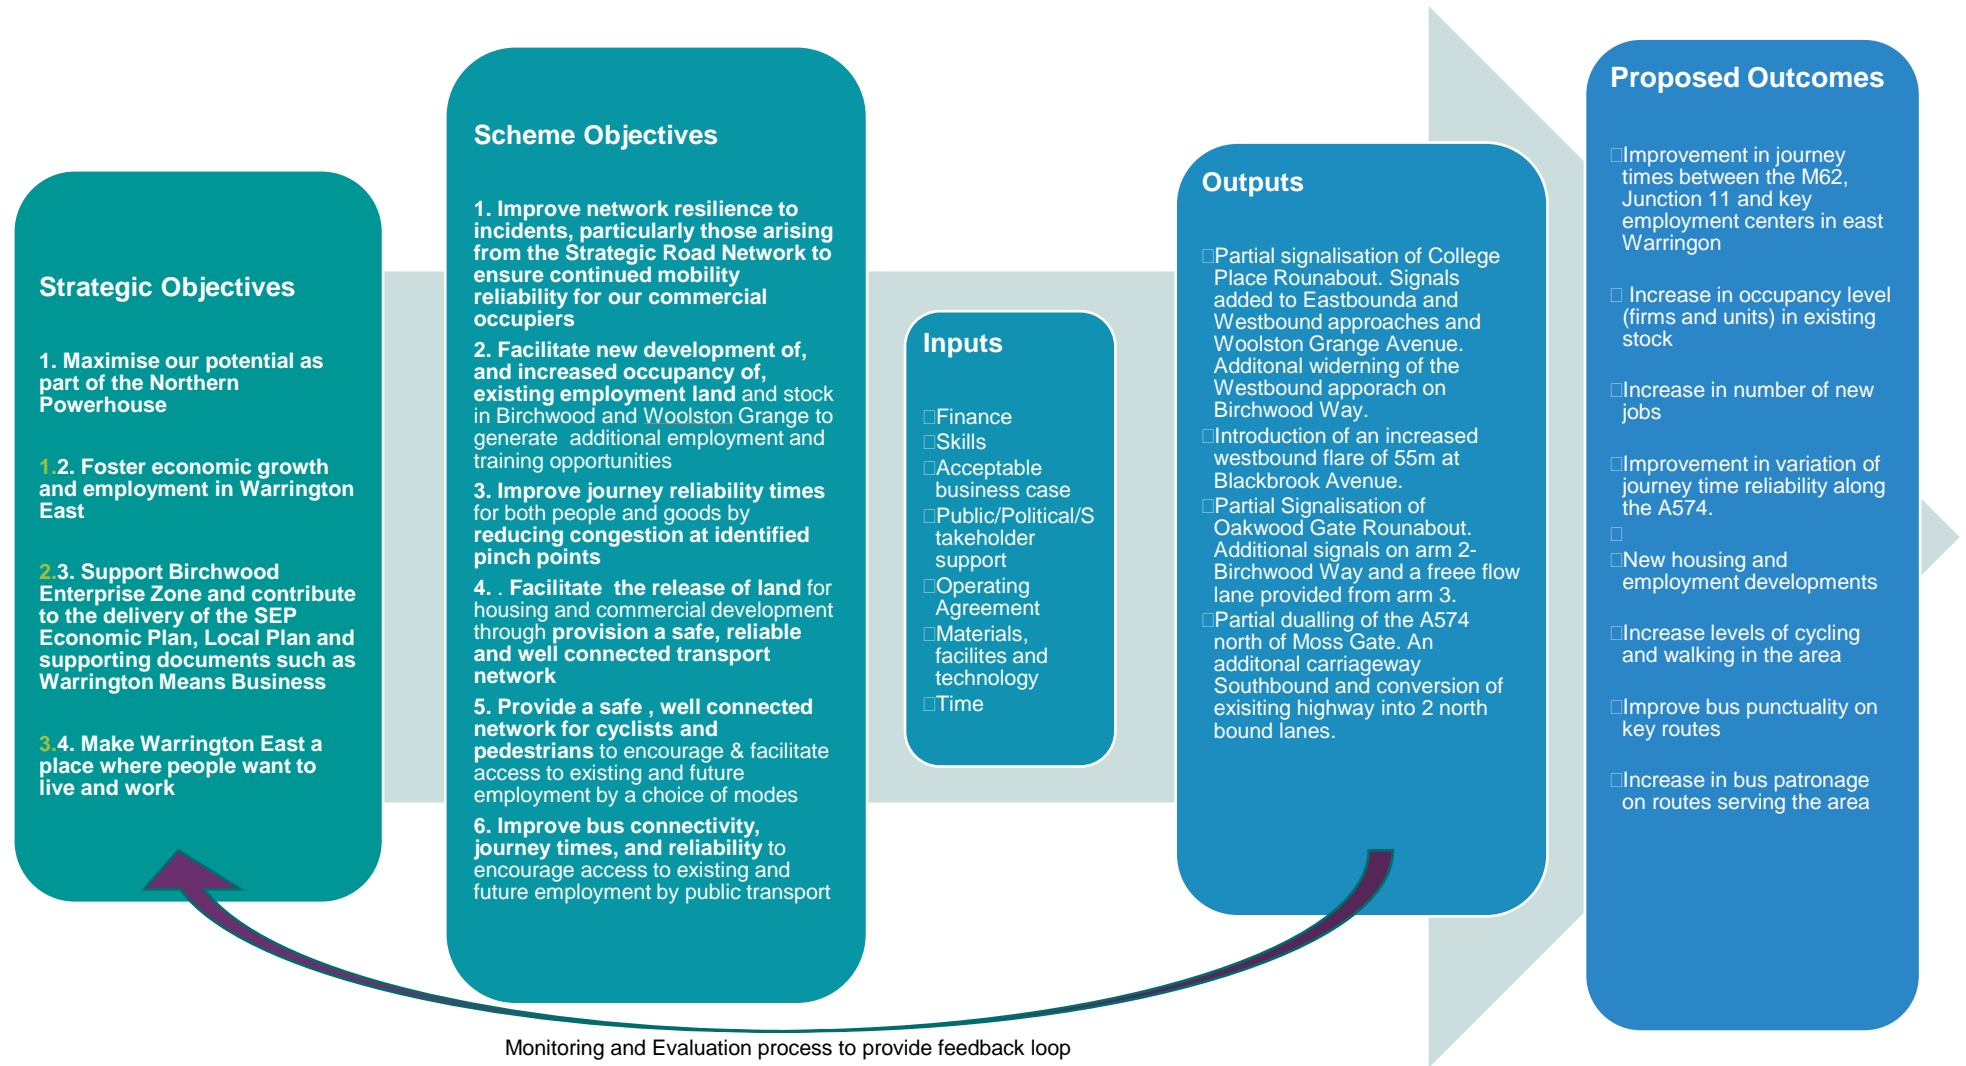 Strategic Objectives
1. Maximise our potential as
part of the Northern
Powerhouse
1.2. Foster economic growth
and employment in Warrington
East
2.3. Support Birchwood
Enterprise Zone and contribute
to the delivery of the SEP
Economic Plan, Local Plan and
supporting documents such as
Warrington Means Business
3.4. Make Warrington East a
place where people want to
live and work
Scheme Objectives
1. Improve network resilience to
incidents, particularly those arising
from the Strategic Road Network to
ensure continued mobility
reliability for our commercial
occupiers
2. Facilitate new development of,
and increased occupancy of,
existing employment land and stock
in Birchwood and Woolston Grange to
generate  additional employment and
training opportunities
3. Improve journey reliability times
for both people and goods by
reducing congestion at identified
pinch points
4. . Facilitate  the release of land for
housing and commercial development
through provision a safe, reliable
and well connected transport
network
5. Provide a safe , well connected
network for cyclists and
pedestrians to encourage & facilitate
access to existing and future
employment by a choice of modes
6. Improve bus connectivity,
journey times, and reliability to
encourage access to existing and
future employment by public transport
Inputs
□Finance
□Skills
□Acceptable
business case
□Public/Political/S
takeholder
support
□Operating
Agreement
□Materials,
facilites and
technology
□Time
Outputs
□Partial signalisation of College
Place Rounabout. Signals
added to Eastbounda and
Westbound approaches and
Woolston Grange Avenue.
Additonal widerning of the
Westbound apporach on
Birchwood Way.
□Introduction of an increased
westbound flare of 55m at
Blackbrook Avenue.
□Partial Signalisation of
Oakwood Gate Rounabout.
Additional signals on arm 2-
Birchwood Way and a freee flow
lane provided from arm 3.
□Partial dualling of the A574
north of Moss Gate. An
additonal carriageway
Southbound and conversion of
exisiting highway into 2 north
bound lanes.
Proposed Outcomes
□Improvement in journey
times between the M62,
Junction 11 and key
employment centers in east
Warringon
□ Increase in occupancy level
(firms and units) in existing
stock
□Increase in number of new
jobs
□Improvement in variation of
journey time reliability along
the A574.
□
□New housing and
employment developments
□Increase levels of cycling
and walking in the area
□Improve bus punctuality on
key routes
□Increase in bus patronage
on routes serving the area
Monitoring and Evaluation process to provide feedback loop